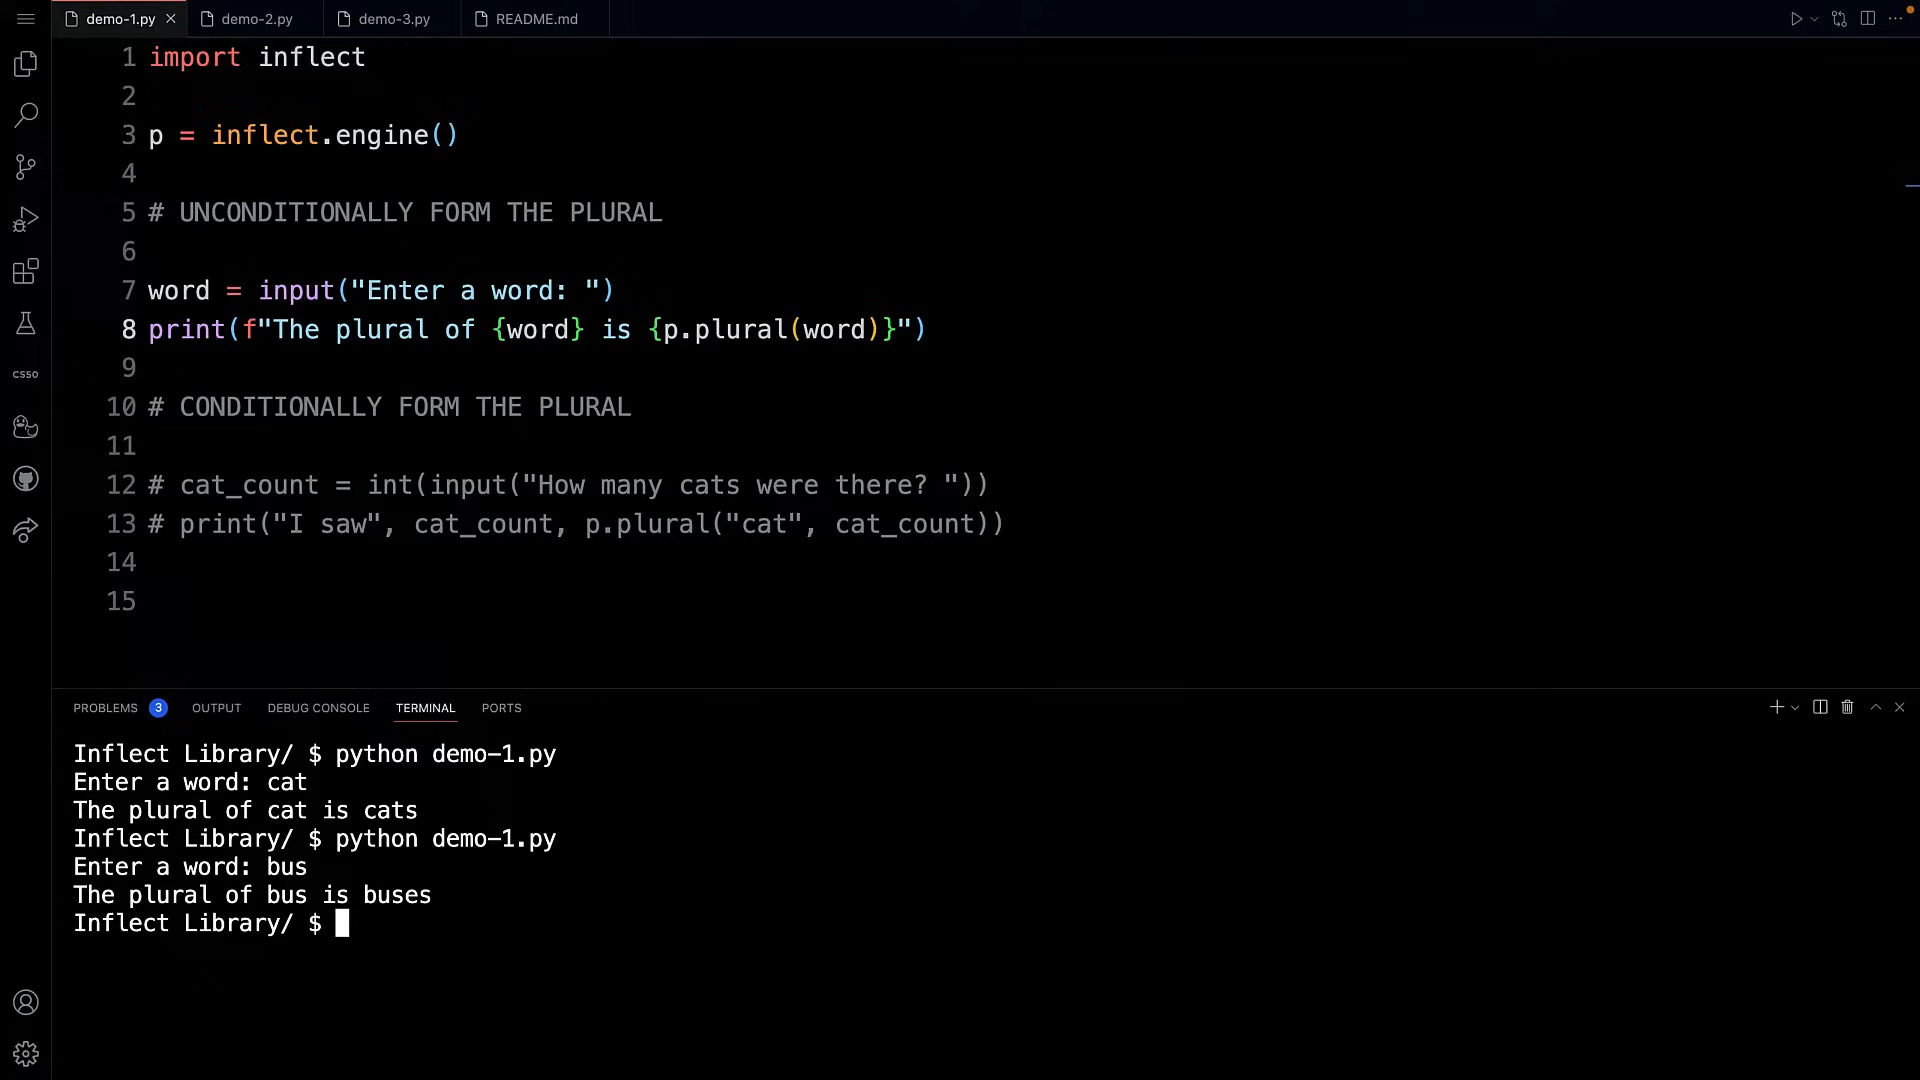 demo-1.py
demo-2.py
demo-3.py
README.md
1 import inflect
2
3 p = inflect.engine()
4
5 # UNCONDITIONALLY FORM THE PLURAL
6
7 word = input("Enter a word: ")
8 print(f"The plural of {word} is {p.plural(word)}")
9
10 # CONDITIONALLY FORM THE PLURAL
11
12 # cat_count = int(input("How many cats were there? "))
13 # print("I saw", cat_count, p.plural("cat", cat_count))
14
15
CS50
PROBLEMS 3 OUTPUT DEBUG CONSOLE TERMINAL PORTS
Inflect Library/ $ python demo-1.py
Enter a word: cat
The plural of cat is cats
Inflect Library/ $ python demo-1.py
Enter a word: bus
The plural of bus is buses
Inflect Library/ $